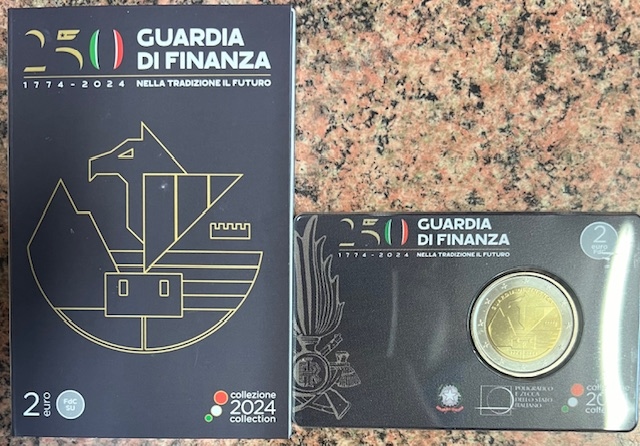 250
GUARDIA
DI FINANZA
1774-2024 NELLA TRADIZIONE IL FUTURO
2 euro
FdC
SU
collezione
2024
collection
250
GUARDIA
DI FINANZA
1774-2024 NELLA TRADIZIONE IL FUTURO
2
euro
POLIGRAFICO
E ZECCA
DELLO STATO
ITALIANO